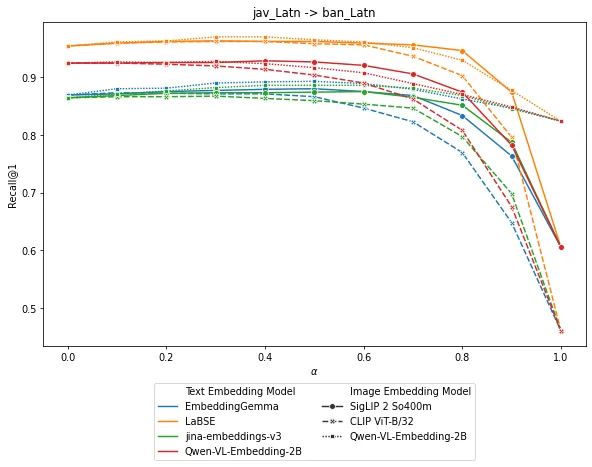 jav_Latn -> ban_Latn
Recall@1
0.9
0.8
0.7
0.6
0.5
0.0
0.2
0.4
0.6
0.8
1.0
α
Text Embedding Model
EmbeddingGemma
LaBSE
jina-embeddings-v3
Qwen-VL-Embedding-2B
Image Embedding Model
SigLIP 2 So400m
CLIP ViT-B/32
Qwen-VL-Embedding-2B